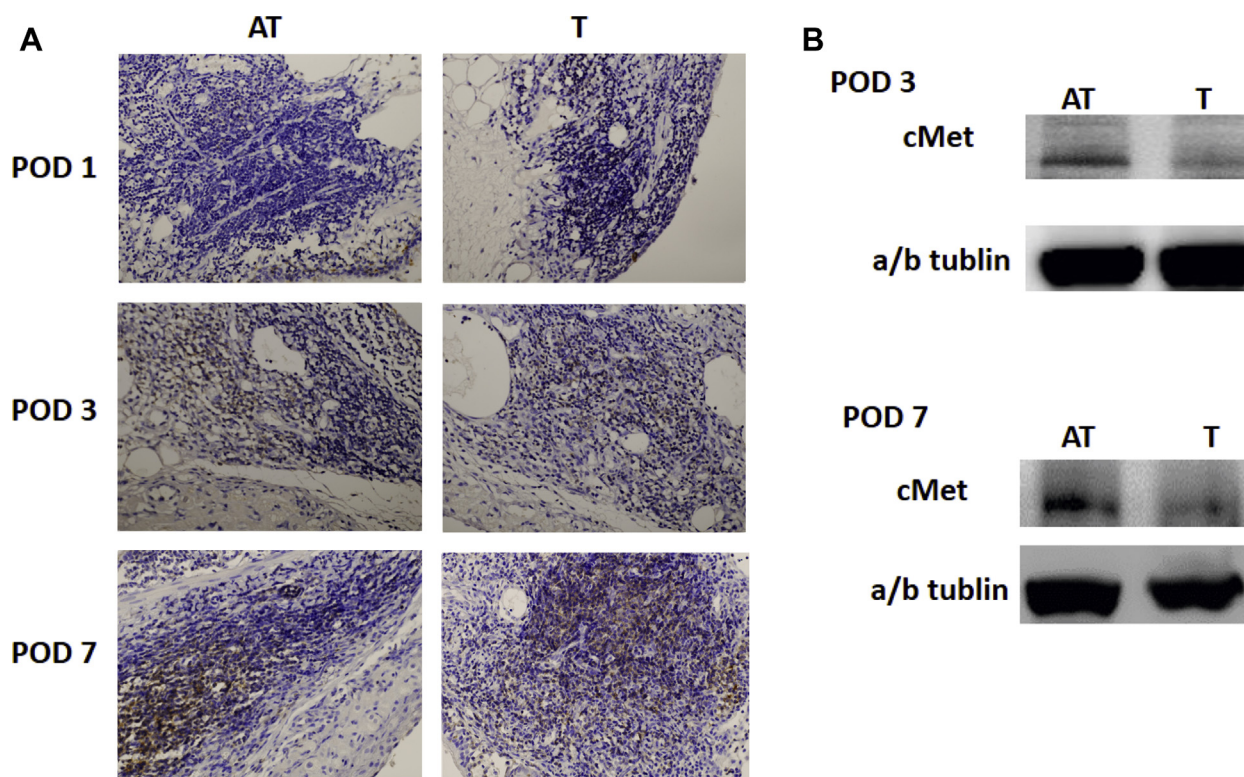 A
AT T
POD 1
POD 3
POD 7
B
POD 3
AT T
cMet
a/b tublin
POD 7
AT T
cMet
a/b tublin